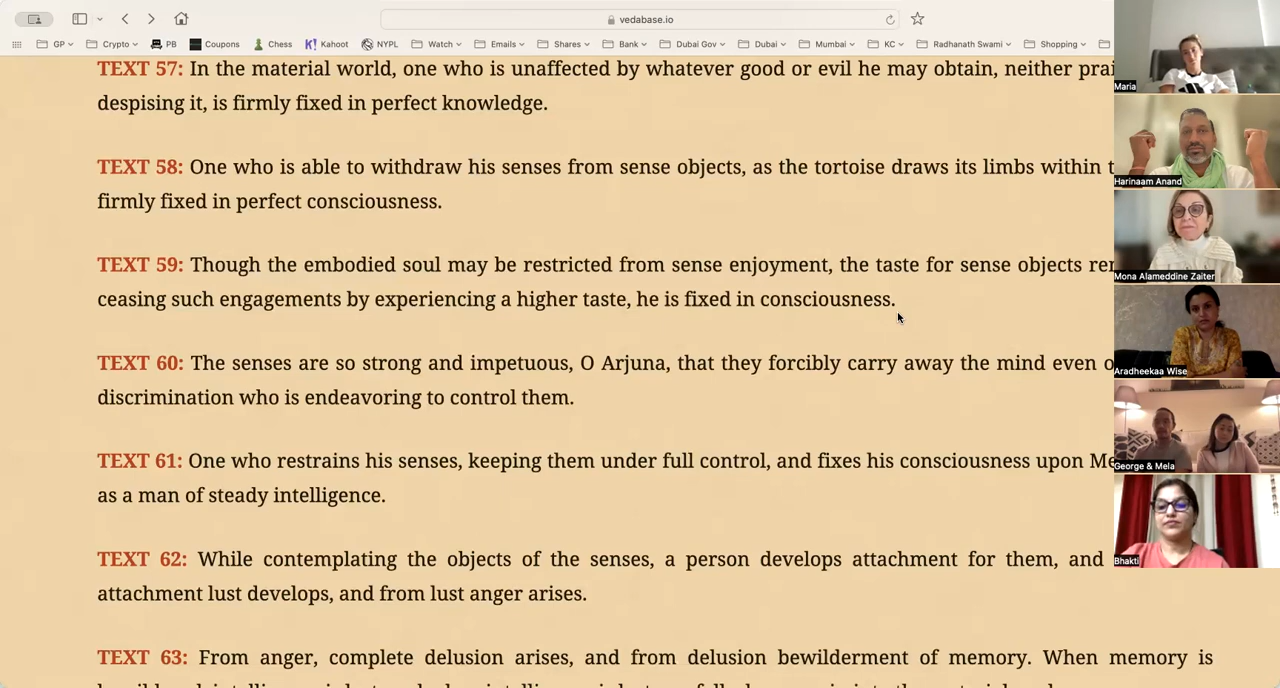 vedabase.io
GP Crypto PB Coupons Chess Kahoot NYPL Watch Emails Shares Bank Dubai Gov Dubai Mumbai KC Radhanath Swami Shopping
TEXT 57: In the material world, one who is unaffected by whatever good or evil he may obtain, neither
despising it, is firmly fixed in perfect knowledge.
TEXT 58: One who is able to withdraw his senses from sense objects, as the tortoise draws its limbs within
firmly fixed in perfect consciousness.
TEXT 59: Though the embodied soul may be restricted from sense enjoyment, the taste for sense objects
ceasing such engagements by experiencing a higher taste, he is fixed in consciousness.
TEXT 60: The senses are so strong and impetuous, O Arjuna, that they forcibly carry away the mind even
discrimination who is endeavoring to control them.
TEXT 61: One who restrains his senses, keeping them under full control, and fixes his consciousness upon
as a man of steady intelligence.
TEXT 62: While contemplating the objects of the senses, a person develops attachment for them, and
attachment lust develops, and from lust anger arises.
TEXT 63: From anger, complete delusion arises, and from delusion bewilderment of memory. When memory is
Maria
Harinaam Anand
Mona Alameddine Zaiter
Aradheekaa Wise
George & Mela
Bhakti